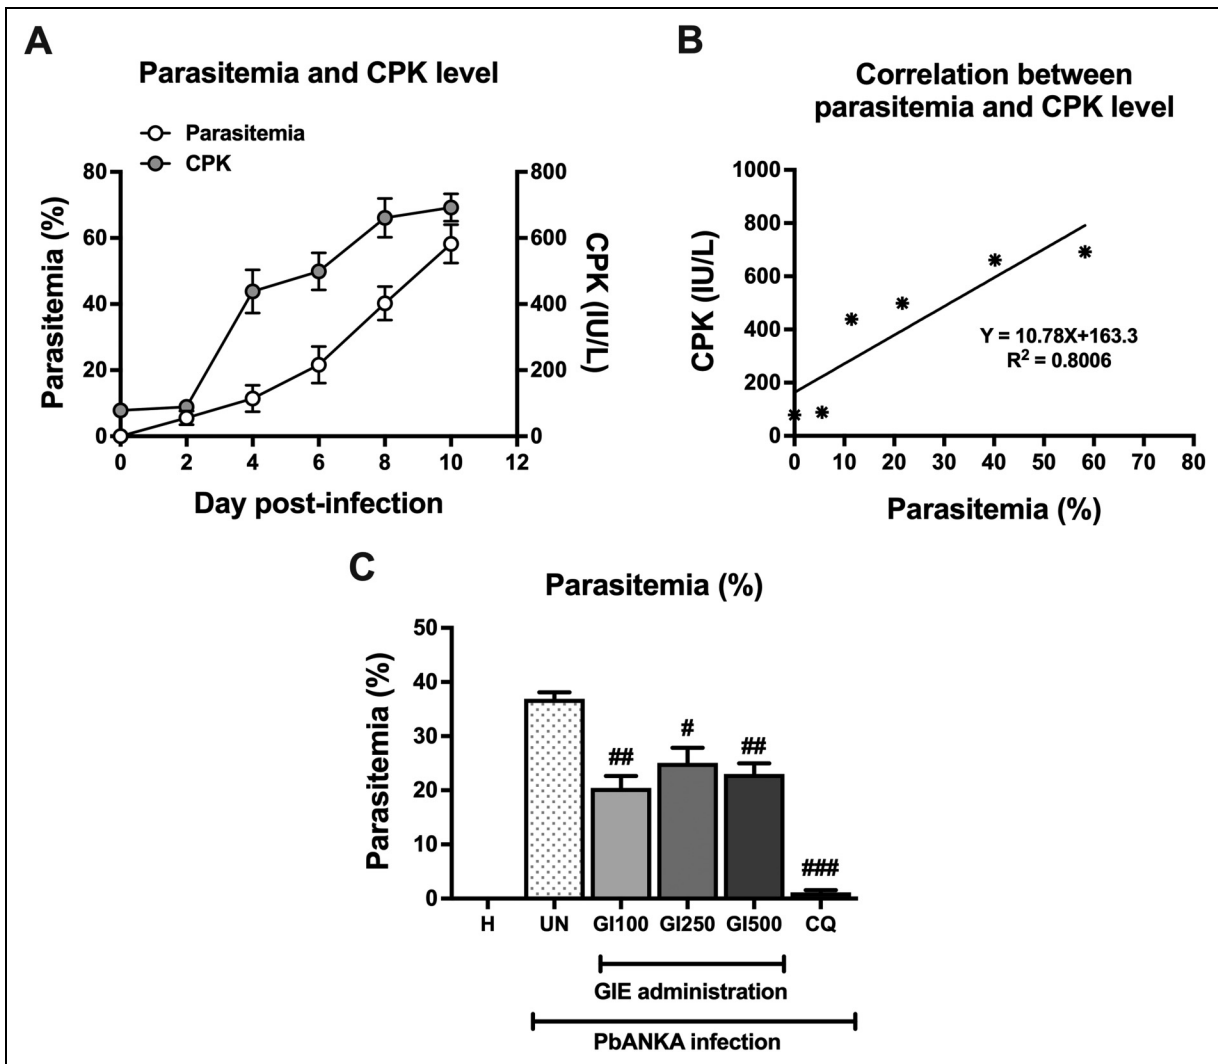 A
Parasitemia and CPK level
Parasitemia
CPK
80
60
40
20
0
Parasitemia (%)
800
600
400
200
0
CPK (IU/L)
0 2 4 6 8 10 12
Day post-infection
B
Correlation between
parasitemia and CPK level
1000
800
600
400
200
0
CPK (IU/L)
Y = 10.78X+163.3
R² = 0.8006
0 10 20 30 40 50 60 70 80
Parasitemia (%)
C
Parasitemia (%)
50
40
30
20
10
0
Parasitemia (%)
## # ## ###
H UN GI100 GI250 GI500 CQ
GIE administration
PbANKA infection